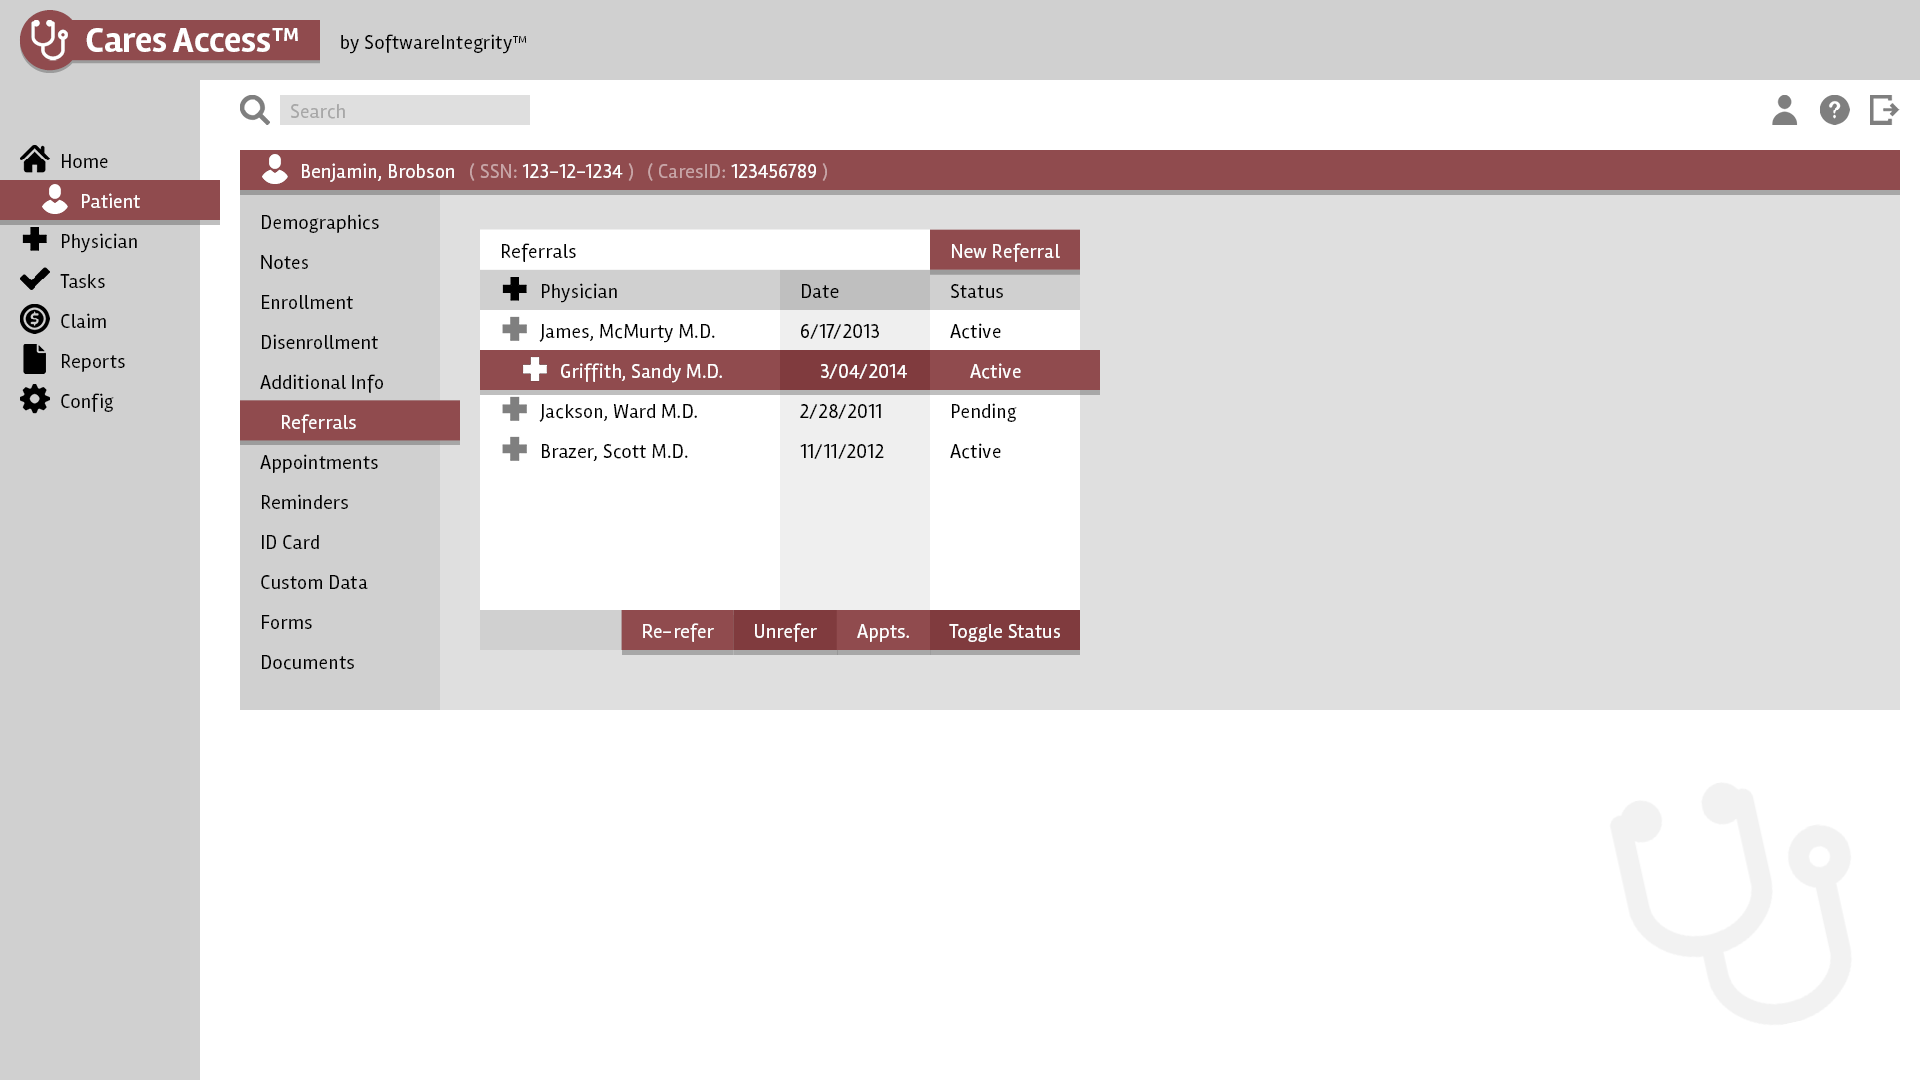 Cares Access™ by SoftwareIntegrity™
Search
Home
Patient
Physician
Tasks
Claim
Reports
Config
Benjamin, Brobson ( SSN: 123-12-1234 ) ( CaresID: 123456789 )
Demographics
Notes
Enrollment
Disenrollment
Additional Info
Referrals
Appointments
Reminders
ID Card
Custom Data
Forms
Documents
Referrals New Referral
Physician Date Status
James, McMurty M.D. 6/17/2013 Active
Griffith, Sandy M.D. 3/04/2014 Active
Jackson, Ward M.D. 2/28/2011 Pending
Brazer, Scott M.D. 11/11/2012 Active
Re-refer Unrefer Appts. Toggle Status